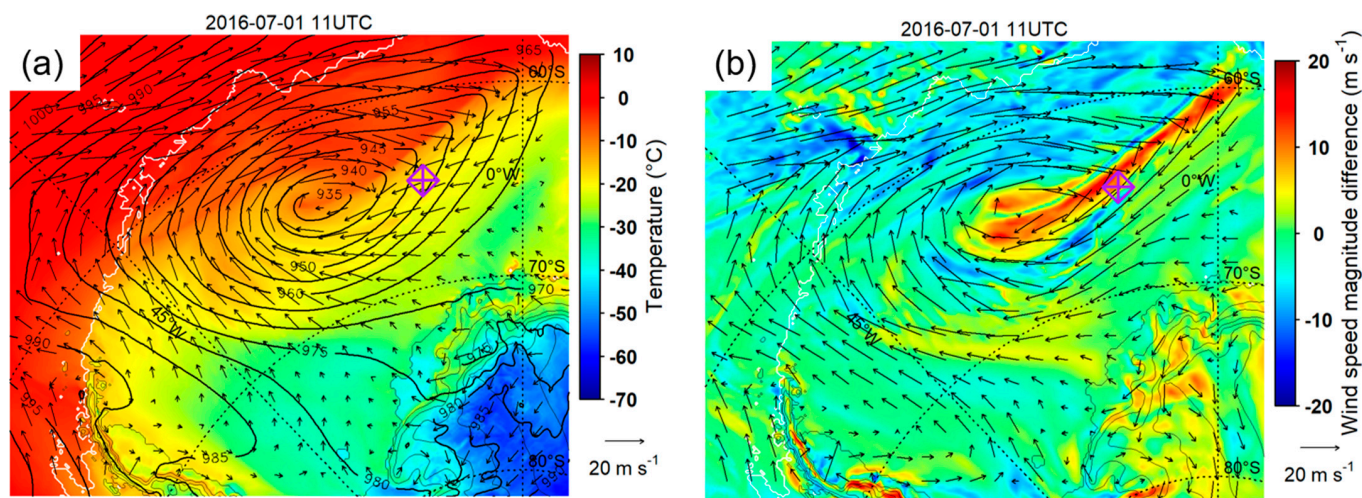 2016-07-01 11UTC
(a)
965
60°S
1000
995
990
955
945
940
935
0°W
950
960
70°S
970
45°W
975
975
990
980
985
995
985
980
80°S
990
10
0
-10
-20
-30
-40
-50
-60
-70
Temperature (°C)
20 m s⁻¹
2016-07-01 11UTC
(b)
60°S
0°W
70°S
45°W
80°S
20
10
0
-10
-20
Wind speed magnitude difference (m s⁻¹)
20 m s⁻¹